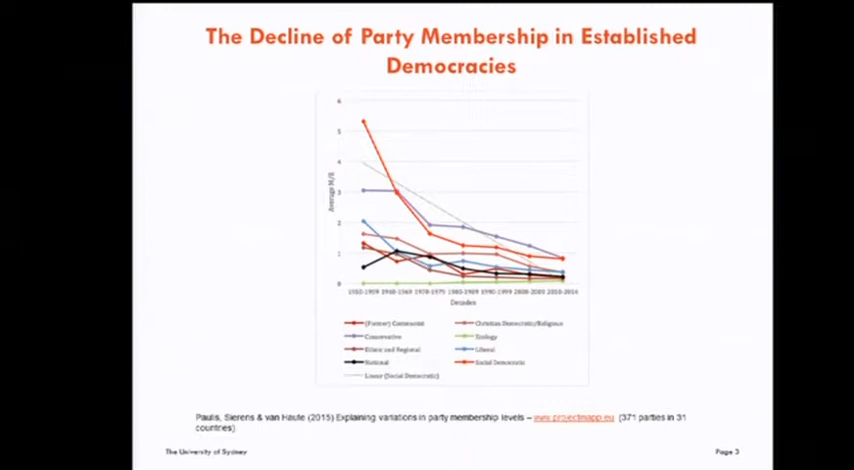 The Decline of Party Membership in Established
Democracies
6
5
4
3
2
1
0
Average M/E
1950-1959 1960-1969 1970-1979 1980-1989 1990-1999 2000-2009 2010-2014
Decades
(Former) Communist
Christian Democratic/Religious
Conservative
Ecology
Ethnic and Regional
Liberal
National
Social Democratic
Linear (Social Democratic)
Paulis, Sierens & van Haute (2015) Explaining variations in party membership levels – www.projectmapp.eu (371 parties in 31
countries)
The University of Sydney
Page 3